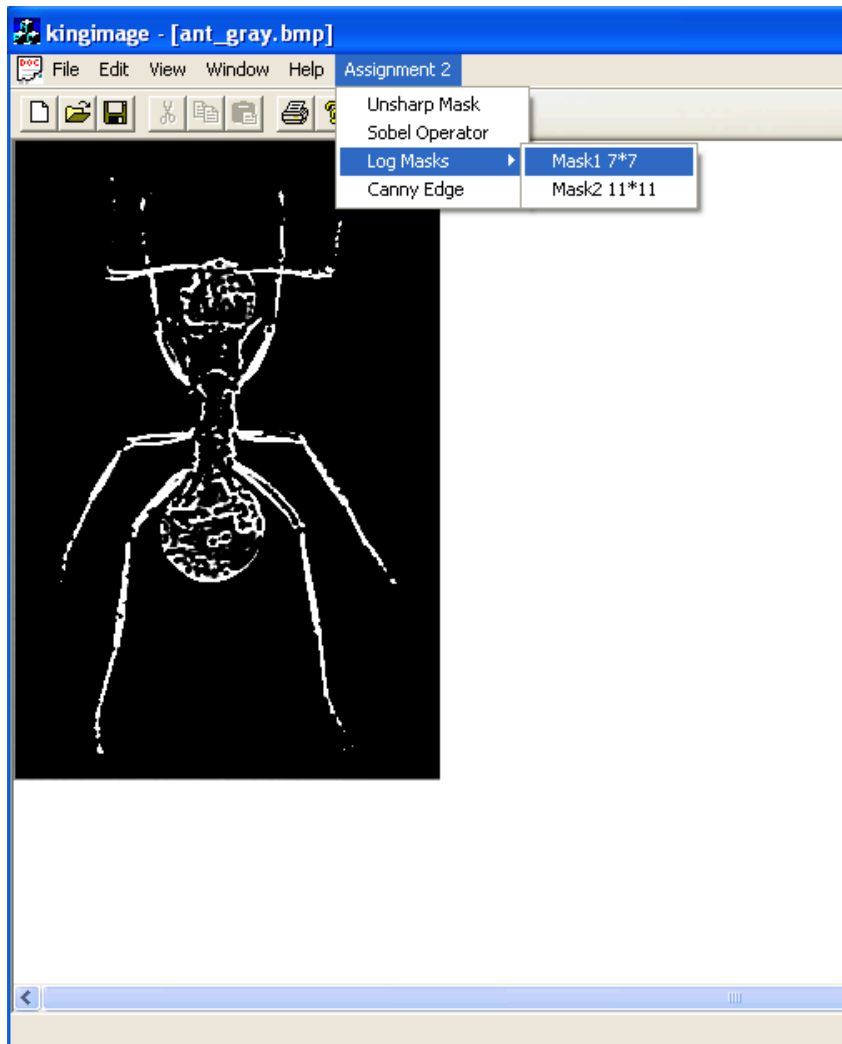 kingimage - [ant_gray.bmp]
DOC File Edit View Window Help Assignment 2
Unsharp Mask
Sobel Operator
Log Masks Mask1 7*7
Canny Edge Mask2 11*11